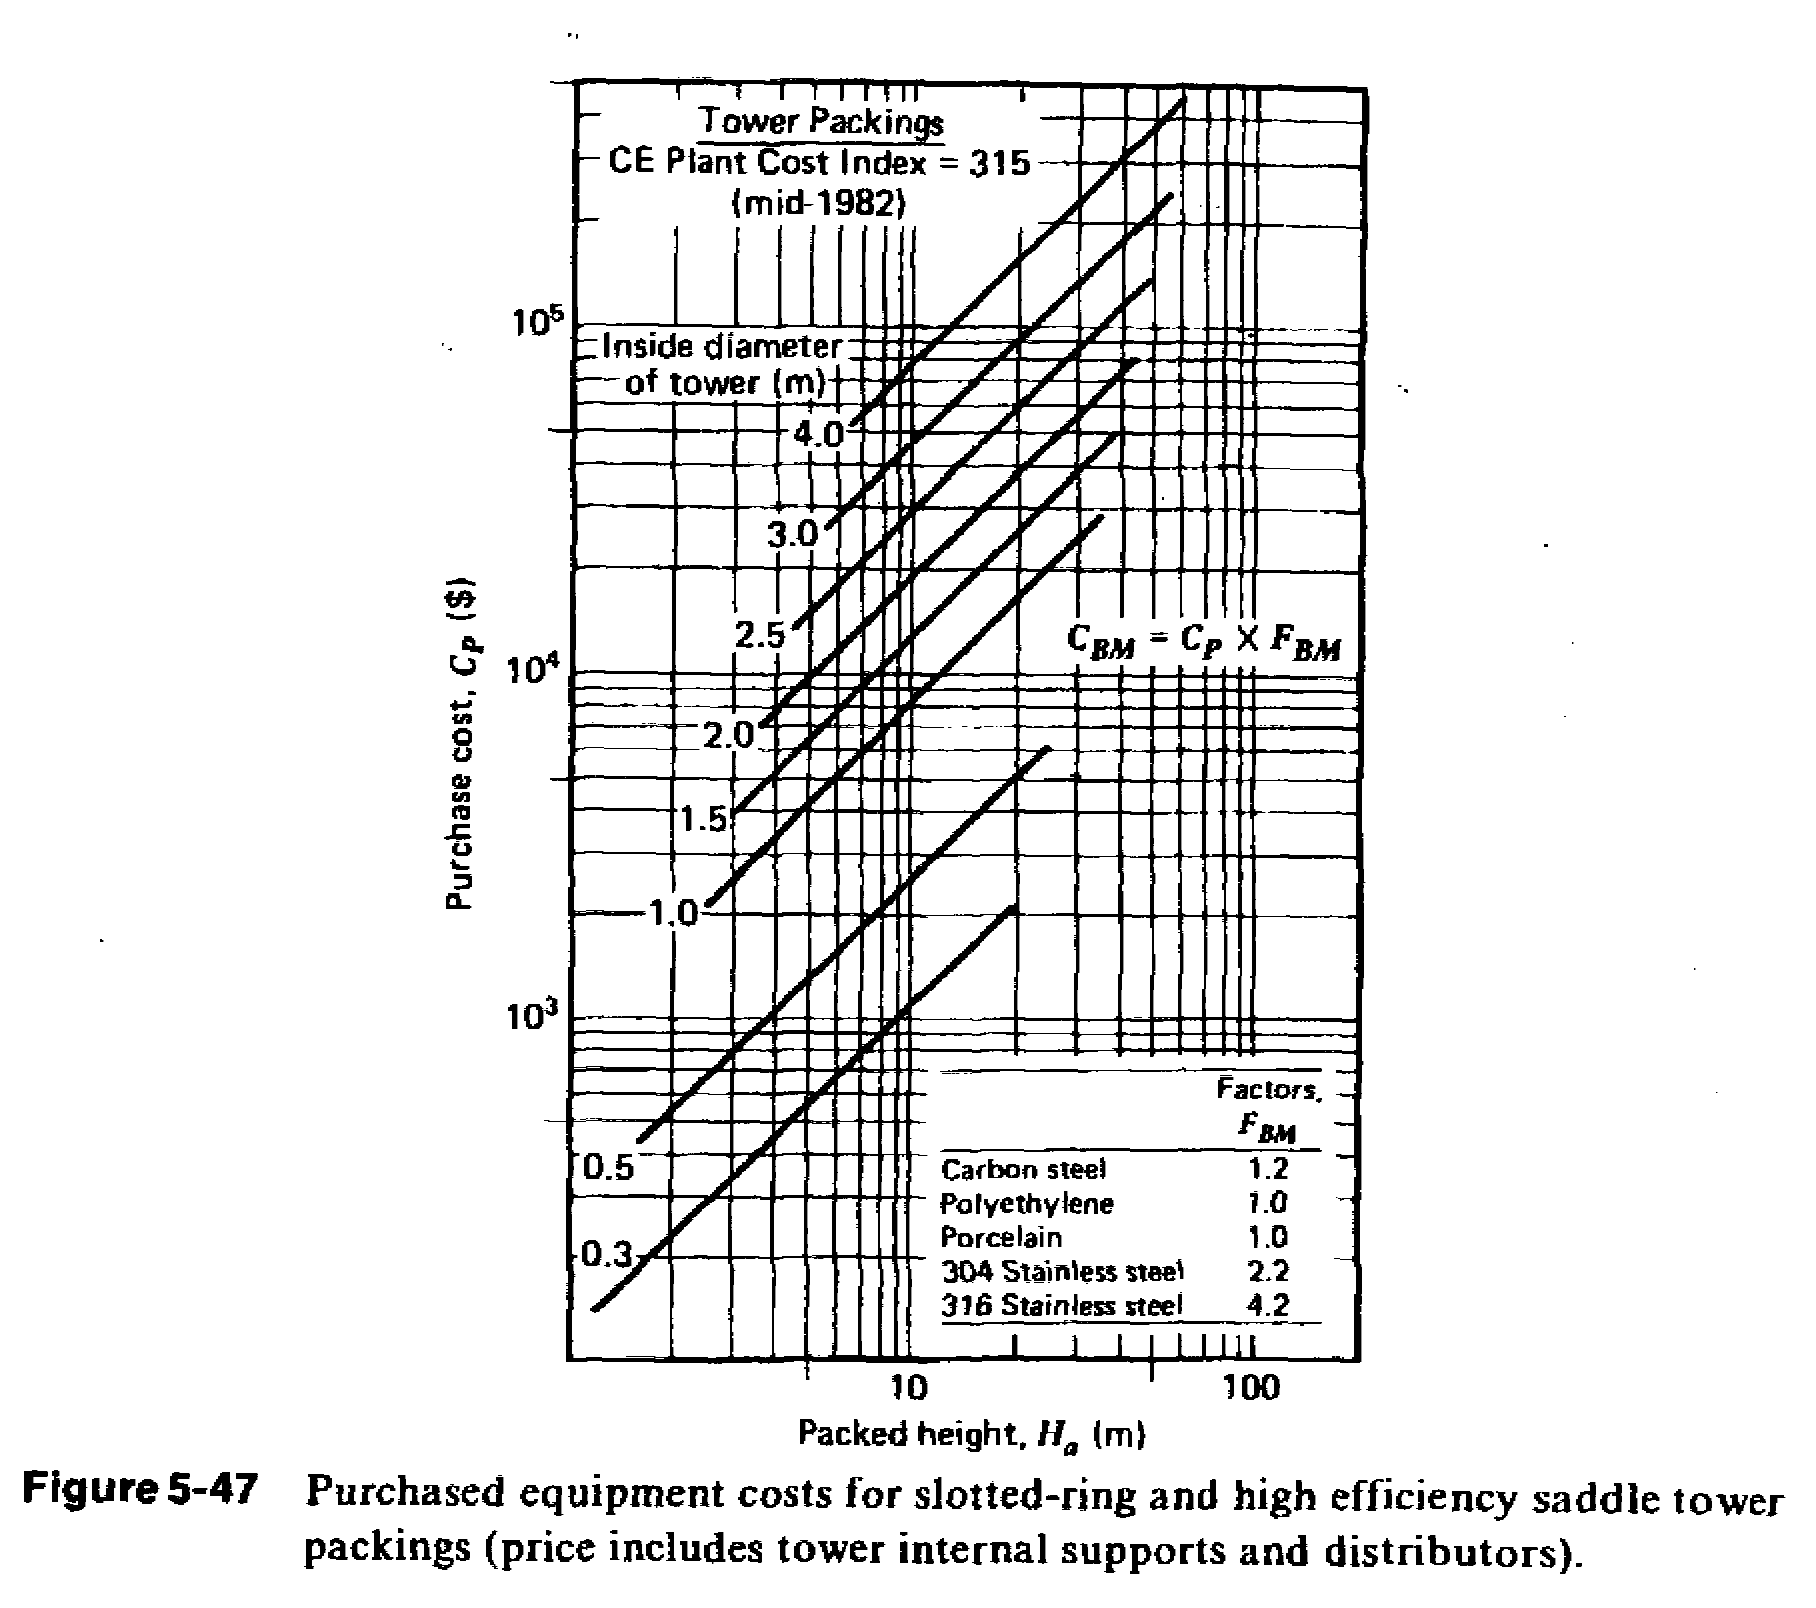 Tower Packings
CE Plant Cost Index = 315
(mid-1982)
10⁵
Inside diameter
of tower (m)
4.0
3.0
2.5
2.0
1.5
1.0
0.5
0.3
10⁴
10³
Purchase cost, C_P ($)
C_BM = C_P × F_BM
Factors,
F_BM
Carbon steel 1.2
Polyethylene 1.0
Porcelain 1.0
304 Stainless steel 2.2
316 Stainless steel 4.2
10 100
Packed height, H_a (m)
Figure 5-47 Purchased equipment costs for slotted-ring and high efficiency saddle tower
packings (price includes tower internal supports and distributors).